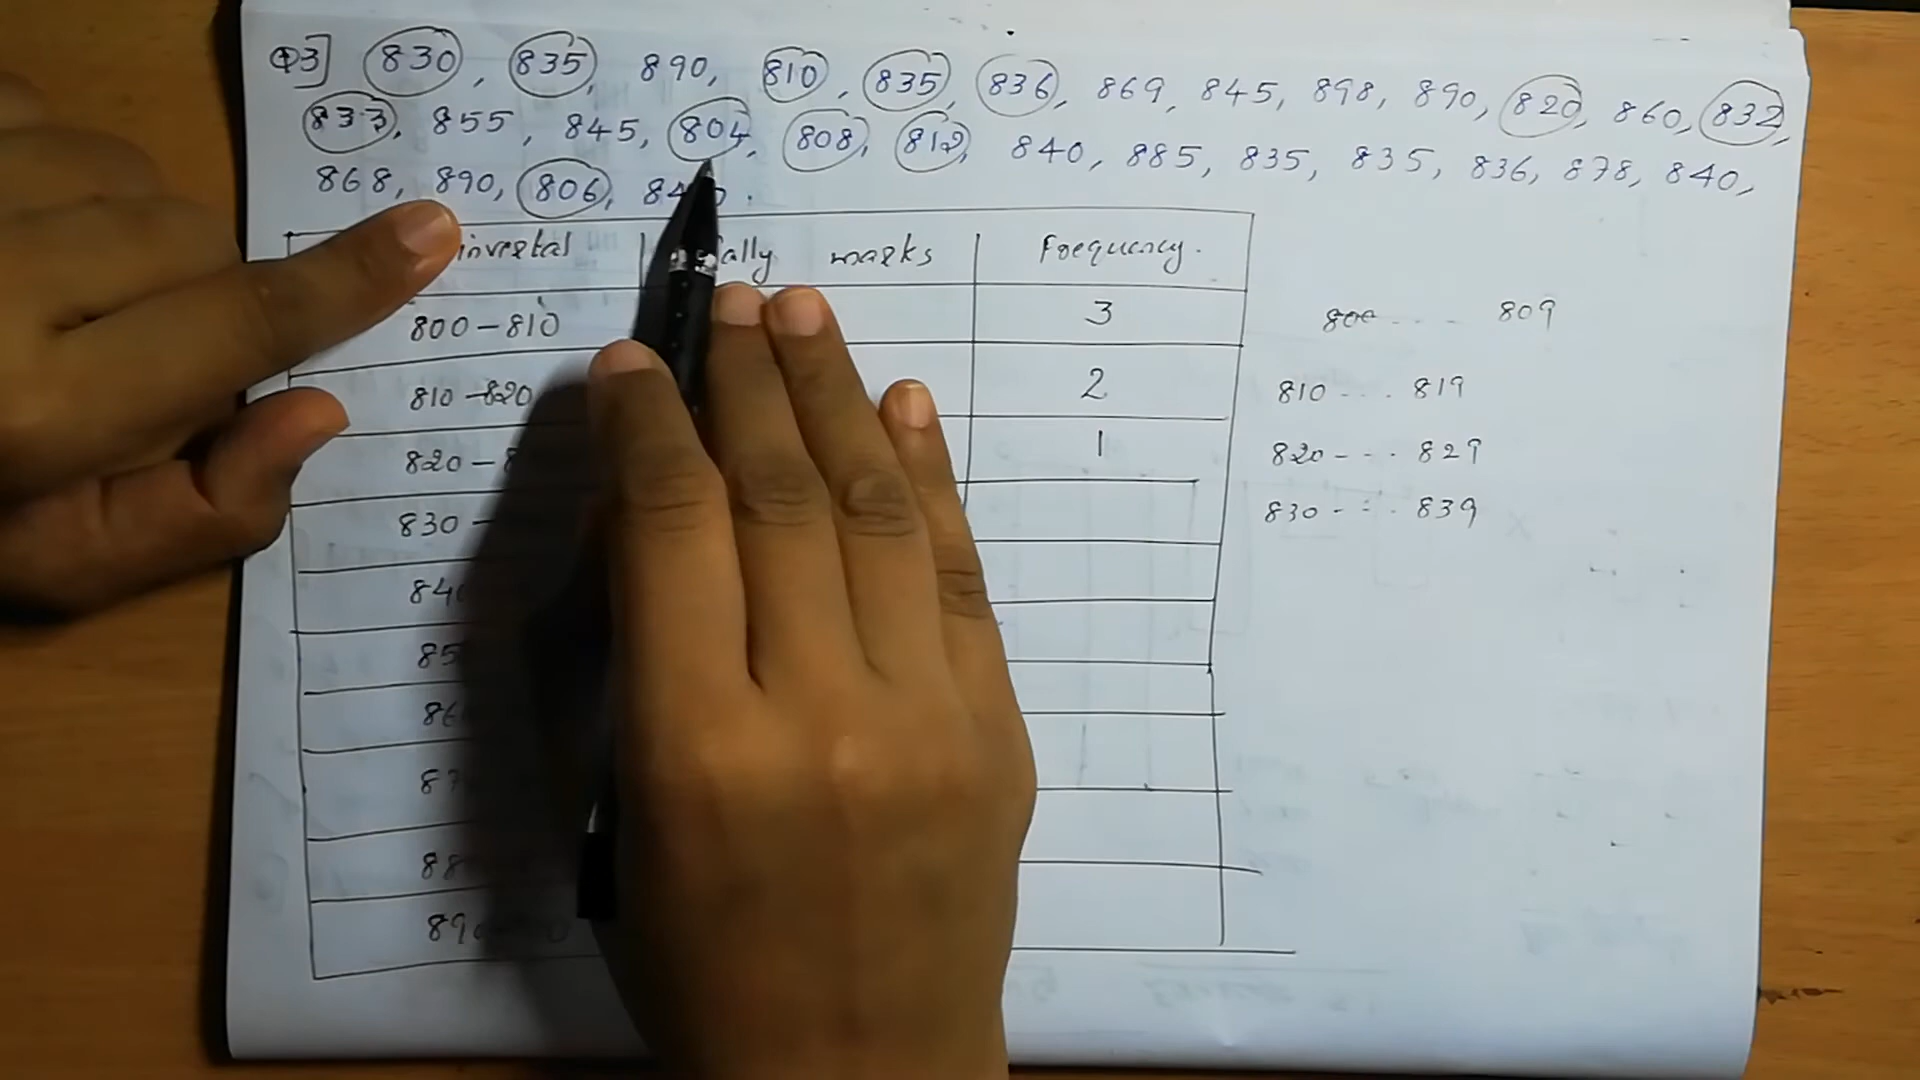 Q3] 830, 835, 890, 810, 835, 836, 869, 845, 898, 890, 820, 860, 832,
833, 855, 845, 804, 808, 812, 840, 885, 835, 835, 836, 878, 840,
868, 890, 806, 84
marks Frequency.
800-810 3 800 - - - 809
810-820 2 810 - - . 819
820- 1 820 - - . 829
830- 830 - - . 839